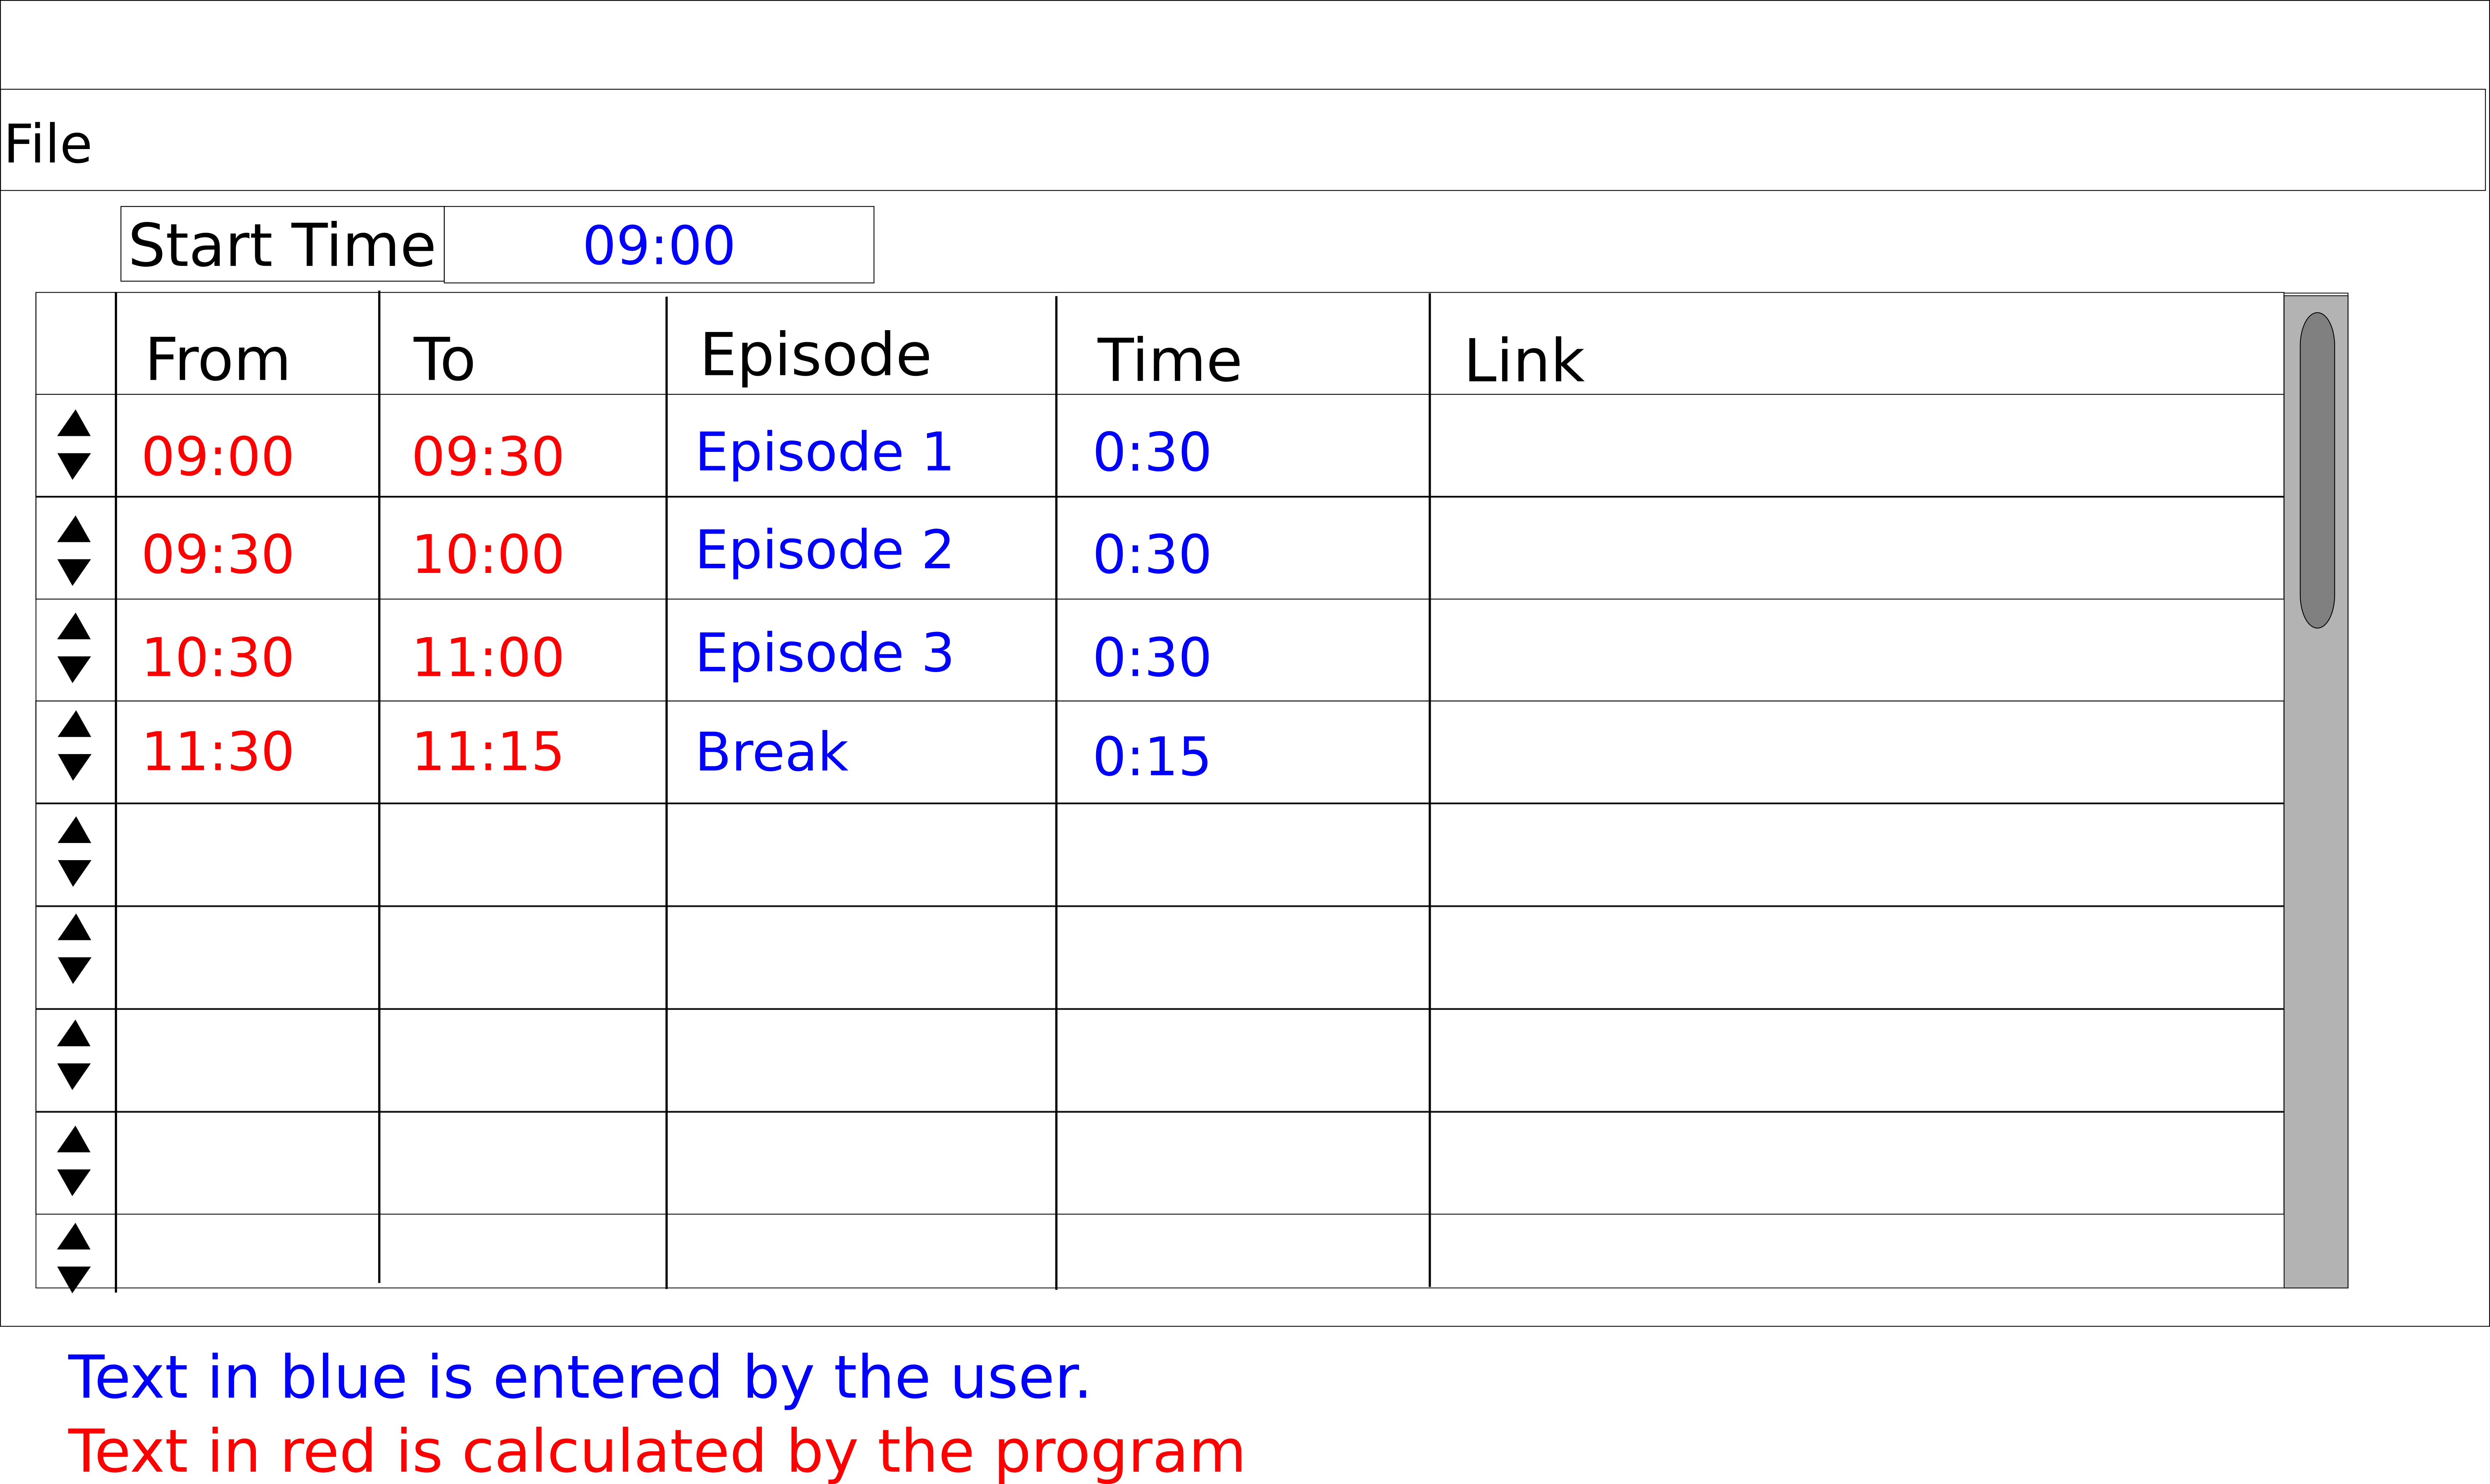 File
Start Time 09:00
From To Episode Time Link
09:00 09:30 Episode 1 0:30
09:30 10:00 Episode 2 0:30
10:30 11:00 Episode 3 0:30
11:30 11:15 Break 0:15
Text in blue is entered by the user.
Text in red is calculated by the program